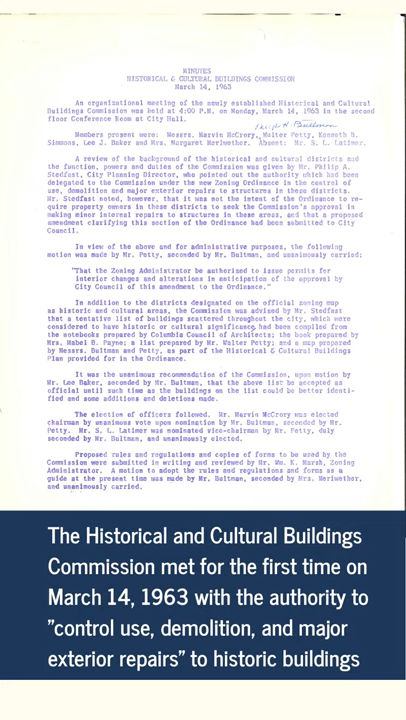 MINUTES
HISTORICAL & CULTURAL BUILDINGS COMMISSION
March 14, 1963
An organizational meeting of the newly established Historical and Cultural
Buildings Commission was held at 4:00 P.M. on Monday, March 14, 1963 in the second
floor Conference Room at City Hall.
Bultman
Members present were: Messrs. Marvin McCrory, Walter Petty, Kenneth B.
Simmons, Lee J. Baker and Mrs. Margaret Meriwether. Absent: Mr. S. L. Latimer.
A review of the background of the historical and cultural districts and
the function, powers and duties of the Commission was given by Mr. Philip A.
Stedfast, City Planning Director, who pointed out the authority which had been
delegated to the Commission under the new Zoning Ordinance in the control of
use, demolition and major exterior repairs to structures in these districts.
Mr. Stedfast noted, however, that it was not the intent of the Ordinance to re-
quire property owners in these districts to seek the Commission's approval in
making minor internal repairs to structures in these areas, and that a proposed
amendment clarifying this section of the Ordinance had been submitted to City
Council.
In view of the above and for administrative purposes, the following
motion was made by Mr. Petty, seconded by Mr. Bultman, and unanimously carried:
"That the Zoning Administrator be authorized to issue permits for
interior changes and alterations in anticipation of the approval by
City Council of this amendment to the Ordinance."
In addition to the districts designated on the official zoning map
as historic and cultural areas, the Commission was advised by Mr. Stedfast
that a tentative list of buildings scattered throughout the city, which were
considered to have historic or cultural significance, had been compiled from
the notebooks prepared by Columbia Council of Architects; the book prepared by
Mrs. Mabel B. Payne; a list prepared by Mr. Walter Petty; and a map prepared
by Messrs. Bultman and Petty, as part of the Historical & Cultural Buildings
Plan provided for in the Ordinance.
It was the unanimous recommendation of the Commission, upon motion by
Mr. Lee Baker, seconded by Mr. Bultman, that the above list be accepted as
official until such time as the buildings on the list could be better identi-
fied and some additions and deletions made.
The election of officers followed. Mr. Marvin McCrory was elected
chairman by unanimous vote upon nomination by Mr. Bultman, seconded by Mr.
Petty. Mr. S. L. Latimer was nominated vice-chairman by Mr. Petty, duly
seconded by Mr. Bultman, and unanimously elected.
Proposed rules and regulations and copies of forms to be used by the
Commission were submitted in writing and reviewed by Mr. Wm. K. Marsh, Zoning
Administrator. A motion to adopt the rules and regulations and forms as a
guide at the present time was made by Mr. Bultman, seconded by Mrs. Meriwether,
and unanimously carried.
The Historical and Cultural Buildings
Commission met for the first time on
March 14, 1963 with the authority to
"control use, demolition, and major
exterior repairs" to historic buildings